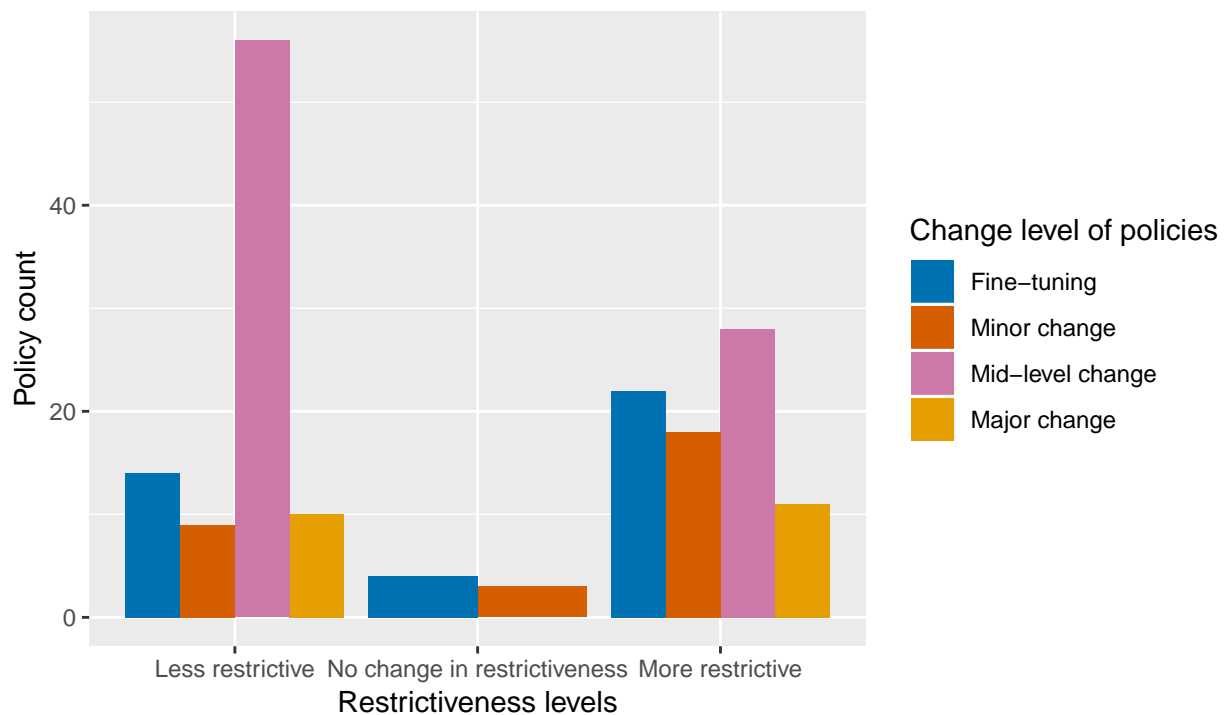 Policy count
40
20
0
Less restrictive
No change in restrictiveness
More restrictive
Restrictiveness levels
Change level of policies
Fine−tuning
Minor change
Mid−level change
Major change